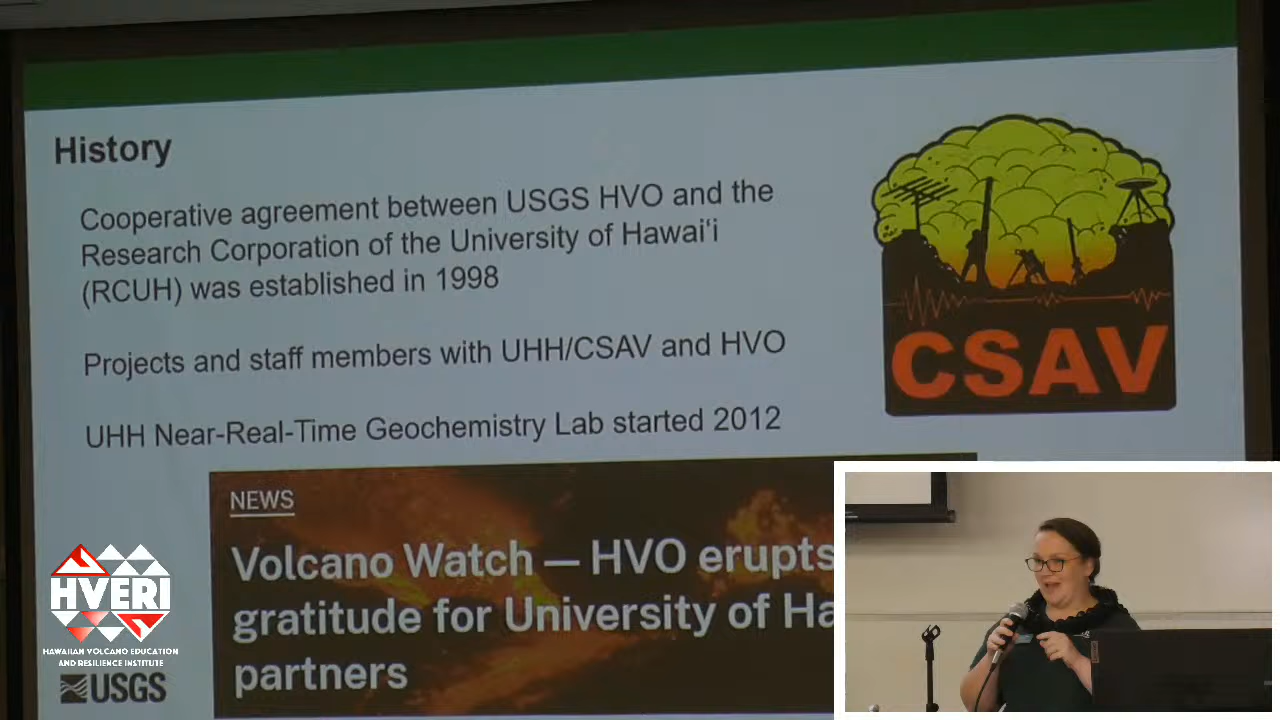 History
Cooperative agreement between USGS HVO and the
Research Corporation of the University of Hawaiʻi
(RCUH) was established in 1998
Projects and staff members with UHH/CSAV and HVO
UHH Near-Real-Time Geochemistry Lab started 2012
CSAV
NEWS
Volcano Watch — HVO erupts
gratitude for University of Ha
partners
HVERI
HAWAIIAN VOLCANO EDUCATION
AND RESILIENCE INSTITUTE
USGS